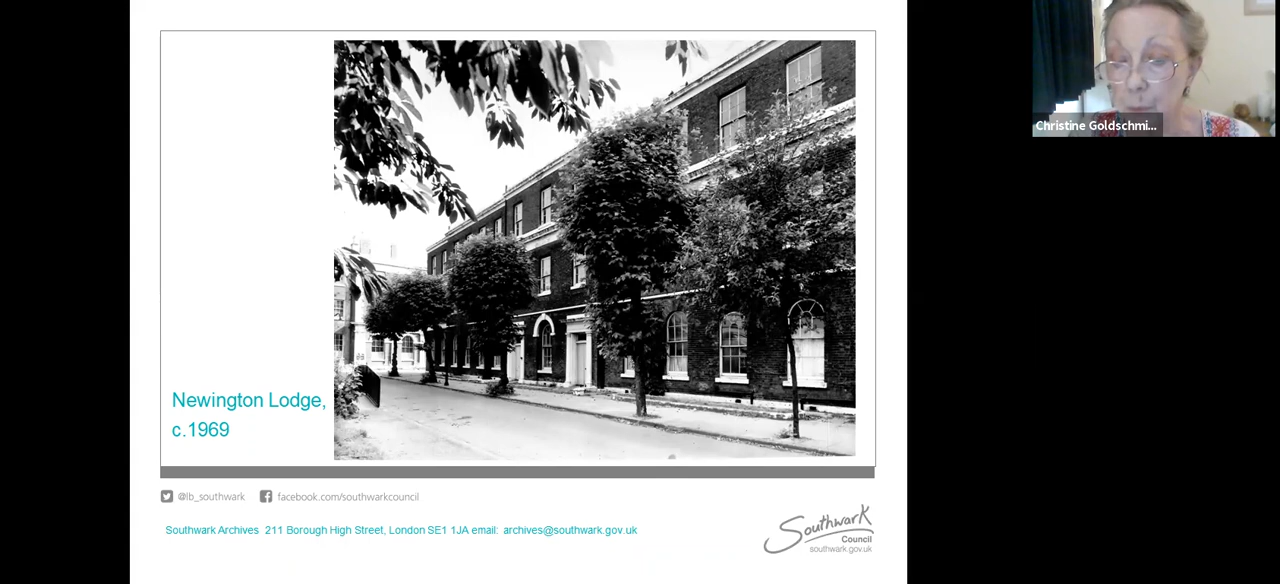 Christine Goldschmi...
Newington Lodge,
c.1969
@lb_southwark
facebook.com/southwarkcouncil
Southwark Archives 211 Borough High Street, London SE1 1JA email: archives@southwark.gov.uk
Southwark
Council
southwark.gov.uk